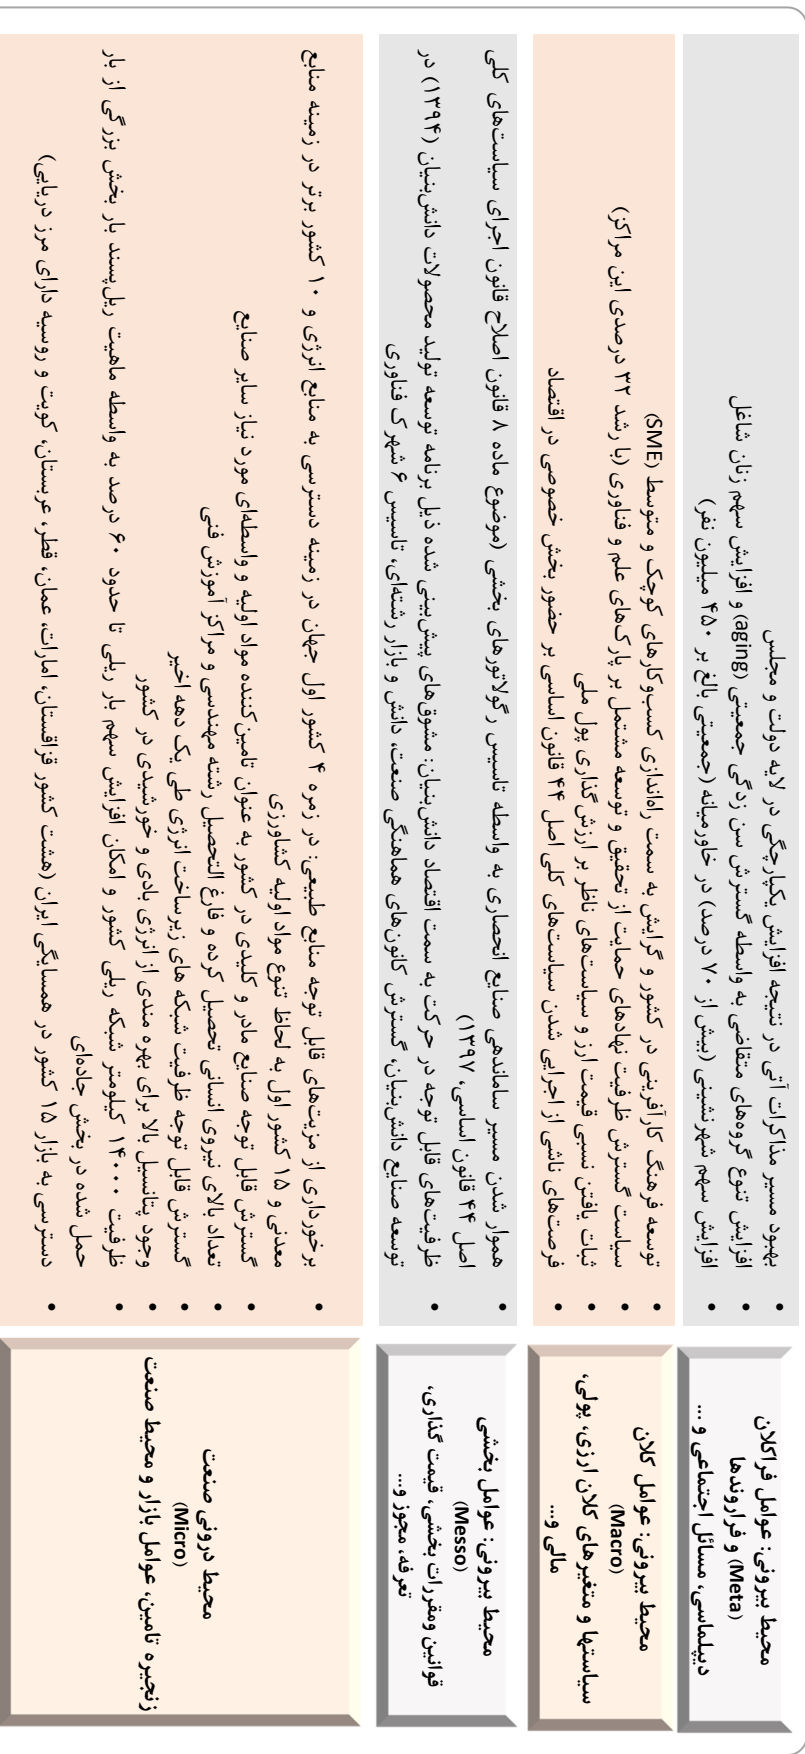 محیط بیرونی: عوامل فراکلان
(Meta) و فراروندها
دیپلماسی، مسائل اجتماعی و ...
بهبود مسیر مذاکرات آتی در نتیجه افزایش یکپارچگی در لایه دولت و مجلس
افزایش تنوع گروه‌های متقاضی به واسطه گسترش سن زدگی جمعیتی (aging) و افزایش سهم زنان شاغل
افزایش سهم شهرنشینی (بیش از ۷۰ درصد) در خاورمیانه (جمعیتی بالغ بر ۴۵۰ میلیون نفر)
محیط بیرونی: عوامل کلان
(Macro)
سیاستها و متغیرهای کلان ارزی، پولی،
مالی و...
توسعه فرهنگ کارآفرینی در کشور و گرایش به سمت راه‌اندازی کسب‌وکارهای کوچک و متوسط (SME)
سیاست گسترش ظرفیت نهادهای حمایت از تحقیق و توسعه مشتمل بر پارک‌های علم و فناوری (با رشد ۳۲ درصدی این مراکز)
ثبات یافتن نسبی قیمت ارز و سیاست‌های ناظر بر ارزش گذاری پول ملی
فرصت‌های ناشی از اجرایی شدن سیاست‌های کلی اصل ۴۴ قانون اساسی بر حضور بخش خصوصی در اقتصاد
محیط بیرونی: عوامل بخشی
(Messo)
قوانین ومقررات بخشی، قیمت گذاری،
تعرفه، مجوز و...
هموار شدن مسیر ساماندهی صنایع انحصاری به واسطه تاسیس رگولاتورهای بخشی (موضوع ماده ۸ قانون اصلاح قانون اجرای سیاست‌های کلی
اصل ۴۴ قانون اساسی، ۱۳۹۷)
ظرفیت‌های قابل توجه در حرکت به سمت اقتصاد دانش‌بنیان: مشوق‌های پیش‌بینی شده ذیل برنامه توسعه تولید محصولات دانش‌بنیان (۱۳۹۴) در
توسعه صنایع دانش‌بنیان، گسترش کانون‌های هماهنگی صنعت، دانش و بازار رشته‌ای، تاسیس ۶ شهرک فناوری
محیط درونی صنعت
(Micro)
زنجیره تامین، عوامل بازار و محیط صنعت
برخورداری از مزیت‌های قابل توجه منابع طبیعی: در زمره ۴ کشور اول جهان در زمینه دسترسی به منابع انرژی و ۱۰ کشور برتر در زمینه منابع
معدنی و ۱۵ کشور اول به لحاظ تنوع مواد اولیه کشاورزی
گسترش قابل توجه صنایع مادر و کلیدی در کشور به عنوان تامین‌کننده مواد اولیه و واسطه‌ای مورد نیاز سایر صنایع
تعداد بالای نیروی انسانی تحصیل کرده و فارغ التحصیل رشته مهندسی و مراکز آموزش فنی
گسترش قابل توجه ظرفیت شبکه های زیرساخت انرژی طی یک دهه اخیر
وجود پتانسیل بالا برای بهره مندی از انرژی بادی و خورشیدی در کشور
ظرفیت ۱۴۰۰۰ کیلومتر شبکه ریلی کشور و امکان افزایش سهم بار ریلی تا حدود ۶۰ درصد به واسطه ماهیت ریل‌پسند بار بخش بزرگی از بار
حمل شده در بخش جاده‌ای
دسترسی به بازار ۱۵ کشور در همسایگی ایران (هشت کشور قزاقستان، امارات، عمان، قطر، عربستان، کویت و روسیه دارای مرز دریایی)